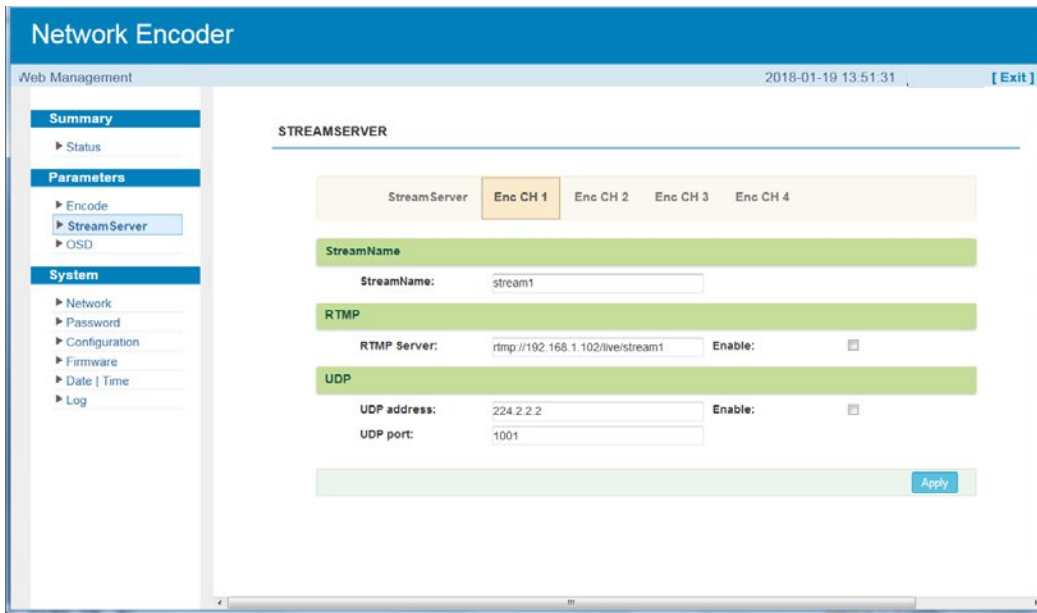 Network Encoder
Web Management
2018-01-19 13:51:31
[ Exit ]
Summary
Status
Parameters
Encode
StreamServer
OSD
System
Network
Password
Configuration
Firmware
Date | Time
Log
STREAMSERVER
StreamServer Enc CH 1 Enc CH 2 Enc CH 3 Enc CH 4
StreamName
StreamName: stream1
RTMP
RTMP Server: rtmp://192.168.1.102/live/stream1 Enable:
UDP
UDP address: 224.2.2.2 Enable:
UDP port: 1001
Apply